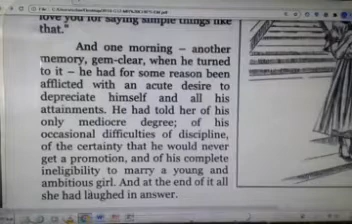 love you for saying simple things like
that."
And one morning – another
memory, gem-clear, when he turned
to it – he had for some reason been
afflicted with an acute desire to
depreciate himself and all his
attainments. He had told her of his
only mediocre degree; of his
occasional difficulties of discipline,
of the certainty that he would never
get a promotion, and of his complete
ineligibility to marry a young and
ambitious girl. And at the end of it all
she had laughed in answer.